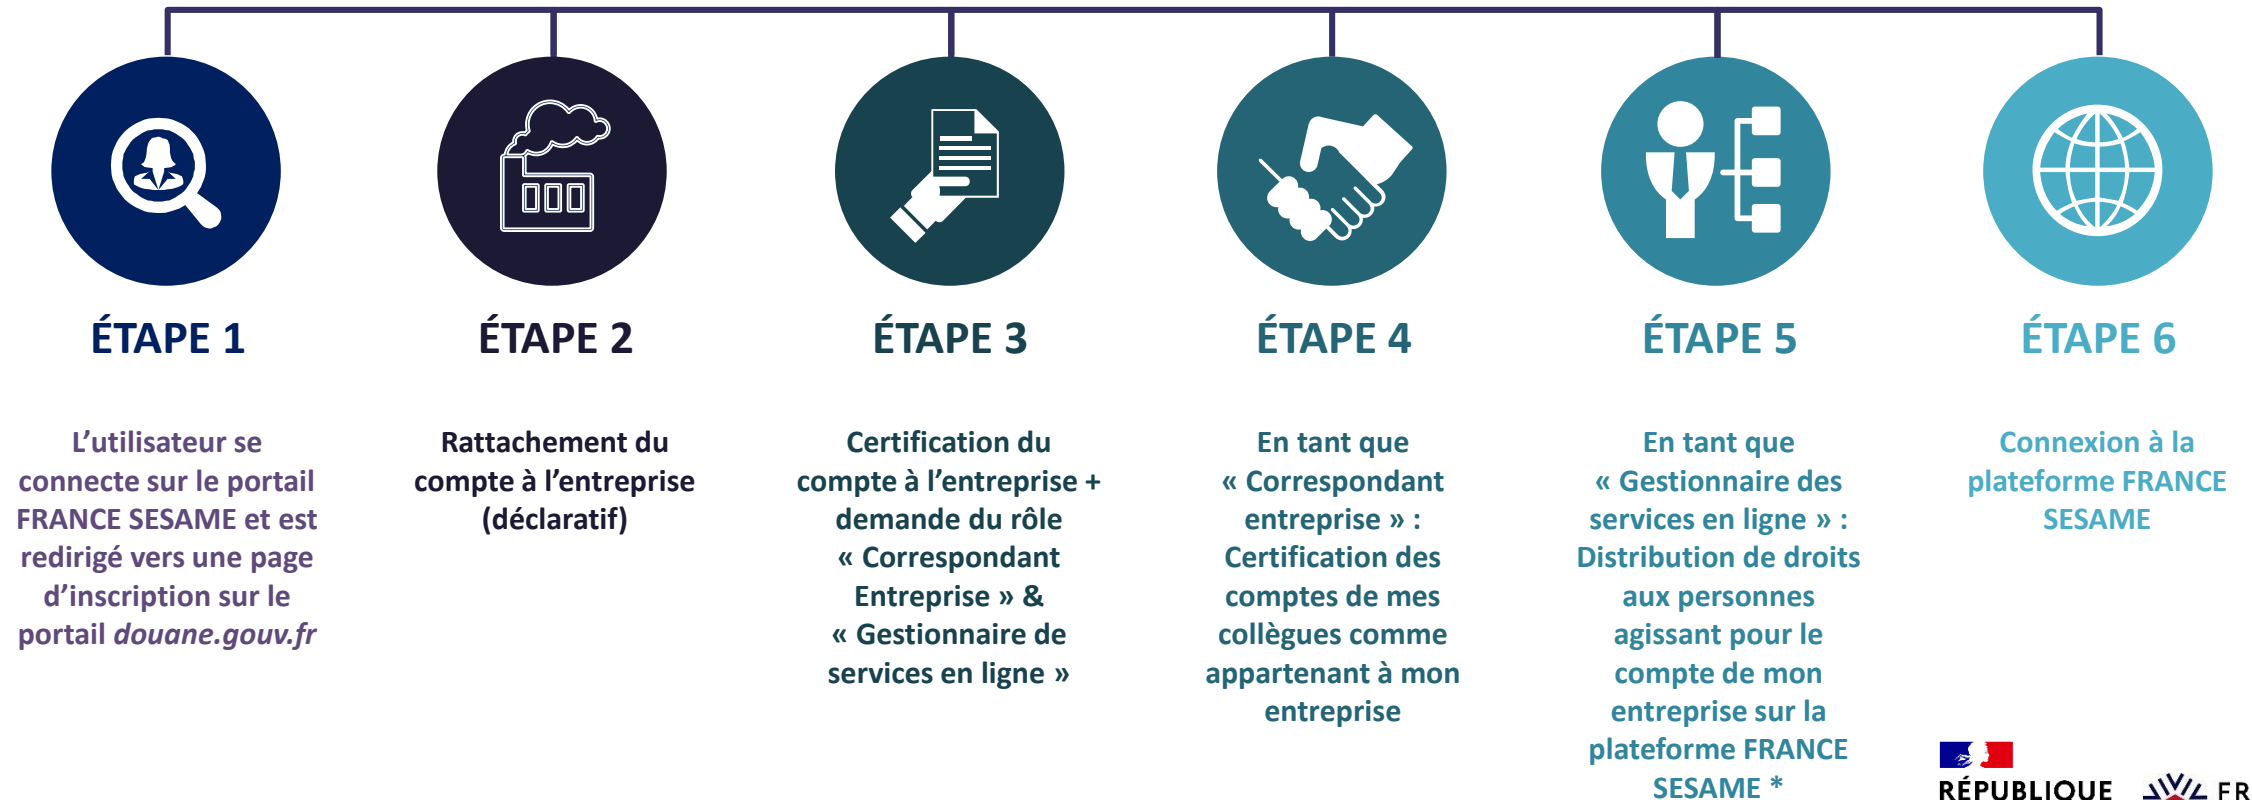 ÉTAPE 1
L’utilisateur se
connecte sur le portail
FRANCE SESAME et est
redirigé vers une page
d’inscription sur le
portail douane.gouv.fr
ÉTAPE 2
Rattachement du
compte à l’entreprise
(déclaratif)
ÉTAPE 3
Certification du
compte à l’entreprise +
demande du rôle
« Correspondant
Entreprise » &
« Gestionnaire de
services en ligne »
ÉTAPE 4
En tant que
« Correspondant
entreprise » :
Certification des
comptes de mes
collègues comme
appartenant à mon
entreprise
ÉTAPE 5
En tant que
« Gestionnaire des
services en ligne » :
Distribution de droits
aux personnes
agissant pour le
compte de mon
entreprise sur la
plateforme FRANCE
SESAME *
ÉTAPE 6
Connexion à la
plateforme FRANCE
SESAME
RÉPUBLIQUE
FR